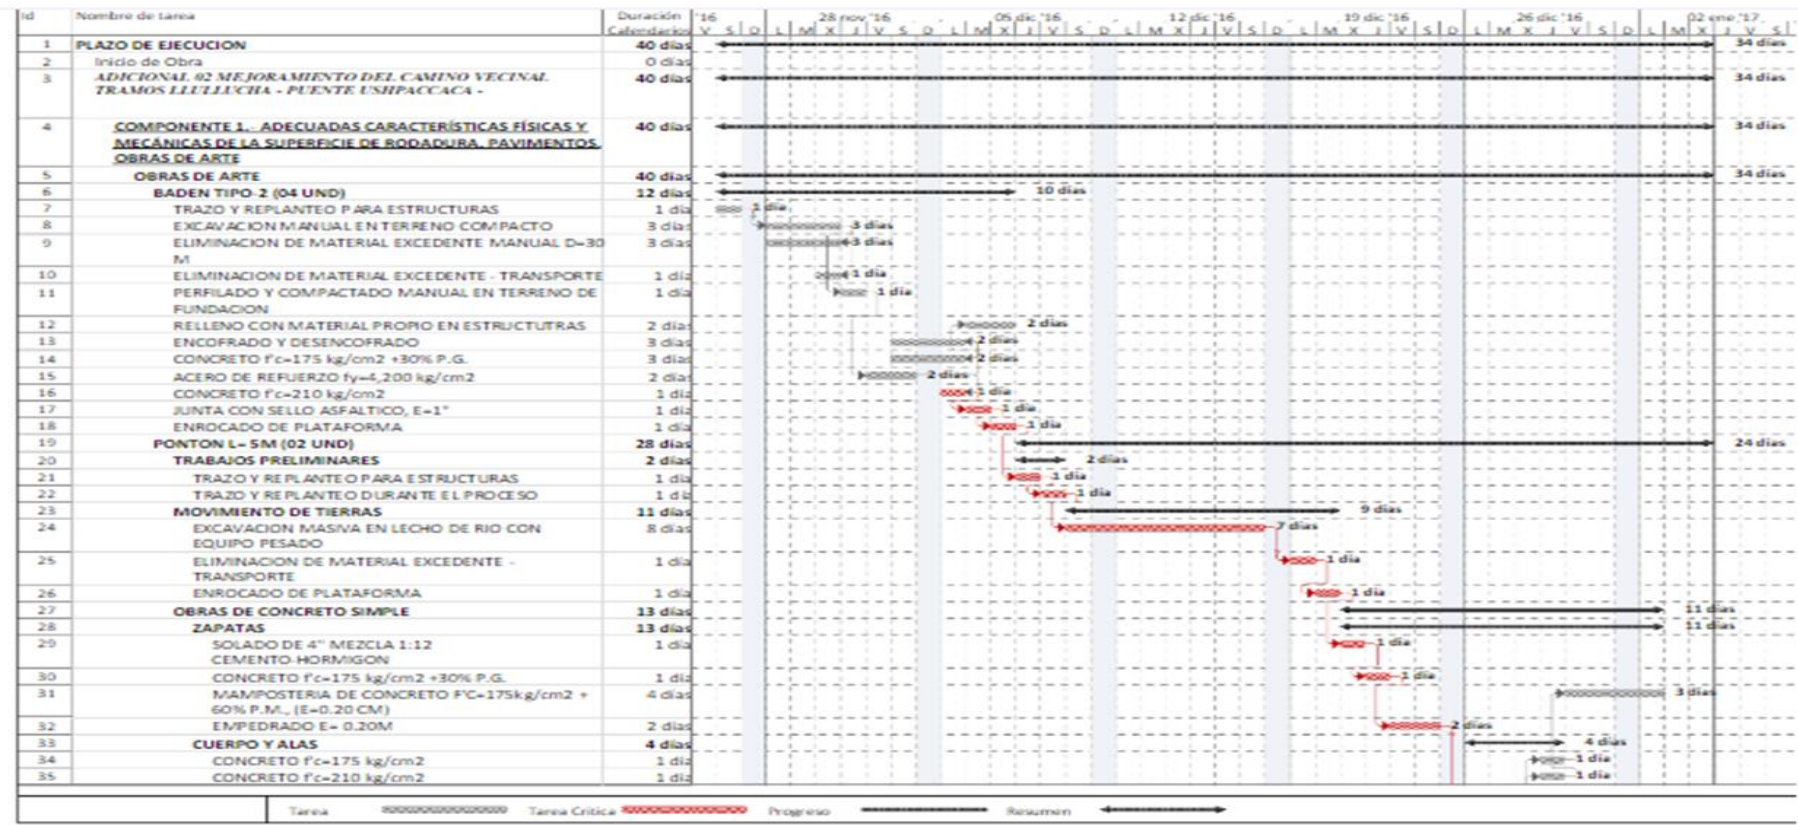 Id Nombre de tarea Duración '16 28 nov '16 05 dic '16 12 dic '16 19 dic '16 26 dic '16 02 ene '17
Calendarios V S D L M X J V S D L M X J V S D L M X J V S D L M X J V S D L M X J V S D L M X J V S
1 PLAZO DE EJECUCION 40 días 34 días
2 Inicio de Obra 0 días
3 ADICIONAL 02 MEJORAMIENTO DEL CAMINO VECINAL 40 días 34 días
TRAMOS LLULLUCHA - PUENTE USHPACCACA -
4 COMPONENTE 1.- ADECUADAS CARACTERÍSTICAS FÍSICAS Y 40 días 34 días
MECÁNICAS DE LA SUPERFICIE DE RODADURA, PAVIMENTOS,
OBRAS DE ARTE
5 OBRAS DE ARTE 40 días 34 días
6 BADEN TIPO-2 (04 UND) 12 días 10 días
7 TRAZO Y REPLANTEO PARA ESTRUCTURAS 1 día 1 día
8 EXCAVACION MANUAL EN TERRENO COMPACTO 3 días 3 días
9 ELIMINACION DE MATERIAL EXCEDENTE MANUAL D=30 3 días 3 días
M
10 ELIMINACION DE MATERIAL EXCEDENTE - TRANSPORTE 1 día 1 día
11 PERFILADO Y COMPACTADO MANUAL EN TERRENO DE 1 día 1 día
FUNDACION
12 RELLENO CON MATERIAL PROPIO EN ESTRUCTUTRAS 2 días 2 días
13 ENCOFRADO Y DESENCOFRADO 3 días 2 días
14 CONCRETO f'c=175 kg/cm2 +30% P.G. 3 días 2 días
15 ACERO DE REFUERZO fy=4,200 kg/cm2 2 días 2 días
16 CONCRETO f'c=210 kg/cm2 1 día 1 día
17 JUNTA CON SELLO ASFALTICO, E=1" 1 día 1 día
18 ENROCADO DE PLATAFORMA 1 día 1 día
19 PONTON L= 5M (02 UND) 28 días 24 días
20 TRABAJOS PRELIMINARES 2 días 2 días
21 TRAZO Y REPLANTEO PARA ESTRUCTURAS 1 día 1 día
22 TRAZO Y REPLANTEO DURANTE EL PROCESO 1 día 1 día
23 MOVIMIENTO DE TIERRAS 11 días 9 días
24 EXCAVACION MASIVA EN LECHO DE RIO CON 8 días 7 días
EQUIPO PESADO
25 ELIMINACION DE MATERIAL EXCEDENTE - 1 día 1 día
TRANSPORTE
26 ENROCADO DE PLATAFORMA 1 día 1 día
27 OBRAS DE CONCRETO SIMPLE 13 días 11 días
28 ZAPATAS 13 días 11 días
29 SOLADO DE 4" MEZCLA 1:12 1 día 1 día
CEMENTO-HORMIGON
30 CONCRETO f'c=175 kg/cm2 +30% P.G. 1 día 1 día
31 MAMPOSTERIA DE CONCRETO F'C=175kg/cm2 + 4 días 3 días
60% P.M., (E=0.20 CM)
32 EMPEDRADO E= 0.20M 2 días 2 días
33 CUERPO Y ALAS 4 días 4 días
34 CONCRETO f'c=175 kg/cm2 1 día 1 día
35 CONCRETO f'c=210 kg/cm2 1 día 1 día
Tarea Tarea Crítica Progreso Resumen